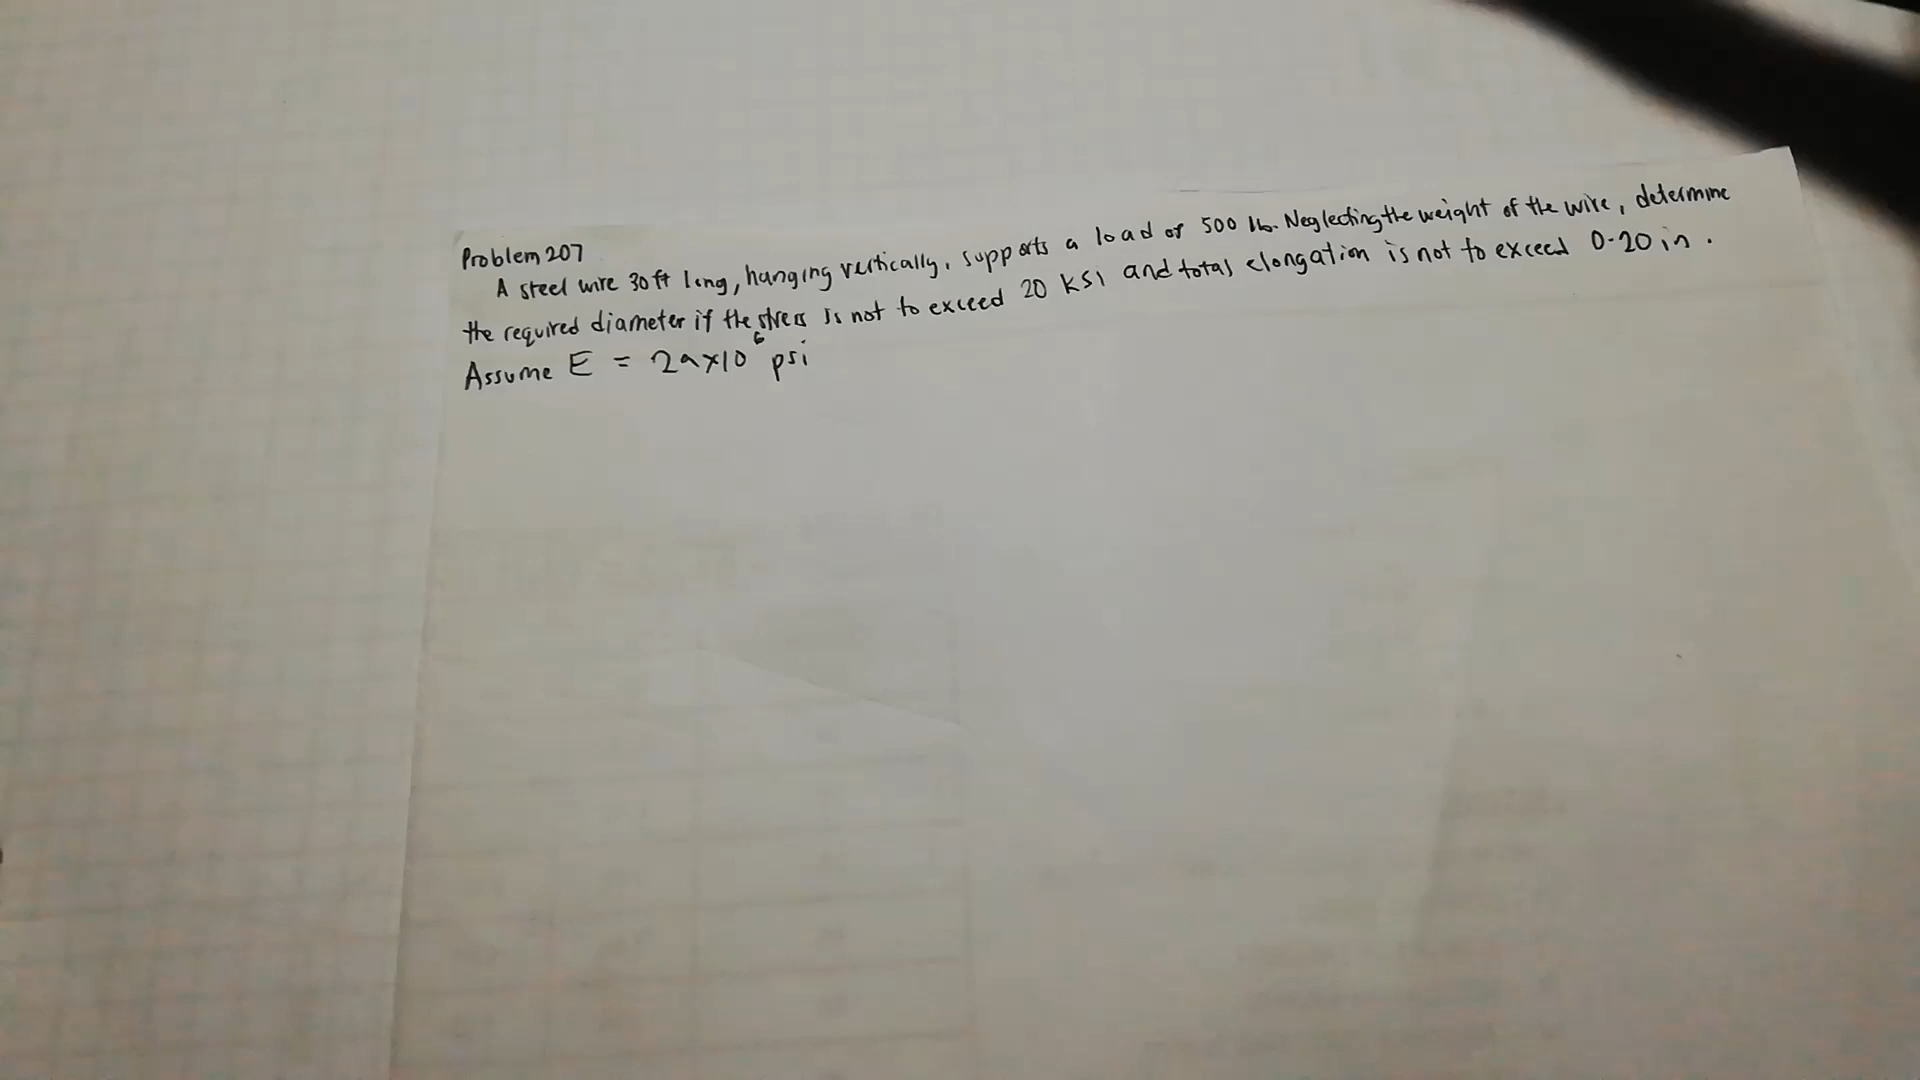 Problem 207
A steel wire 30 ft long, hanging vertically, supports a load of 500 lb. Neglecting the weight of the wire, determine
the required diameter if the stress is not to exceed 20 ksi and total elongation is not to exceed 0.20 in.
Assume E = 29x10⁶ psi